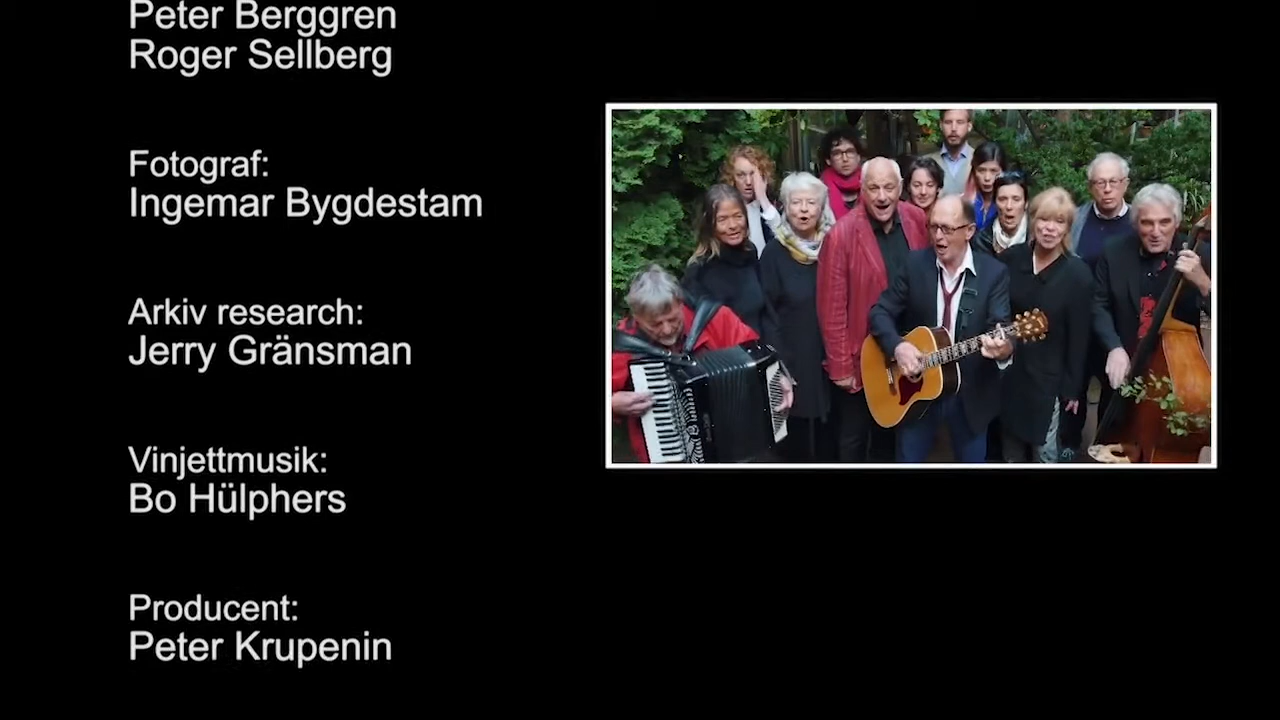 Peter Berggren
Roger Sellberg
Fotograf:
Ingemar Bygdestam
Arkiv research:
Jerry Gränsman
Vinjettmusik:
Bo Hülphers
Producent:
Peter Krupenin